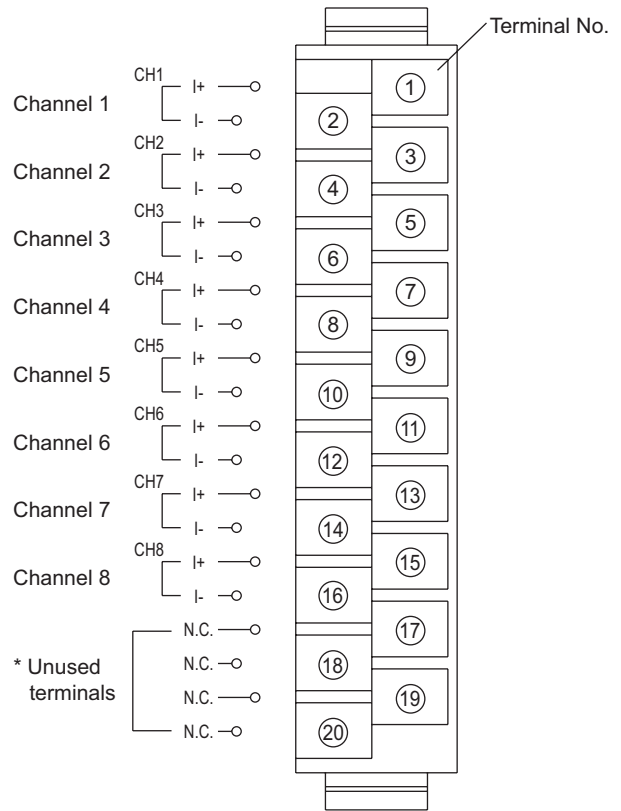 Terminal No.
CH1
Channel 1
I+
I-
①
②
CH2
Channel 2
I+
I-
③
④
CH3
Channel 3
I+
I-
⑤
⑥
CH4
Channel 4
I+
I-
⑦
⑧
CH5
Channel 5
I+
I-
⑨
⑩
CH6
Channel 6
I+
I-
⑪
⑫
CH7
Channel 7
I+
I-
⑬
⑭
CH8
Channel 8
I+
I-
⑮
⑯
* Unused
terminals
N.C.
N.C.
N.C.
N.C.
⑰
⑱
⑲
⑳